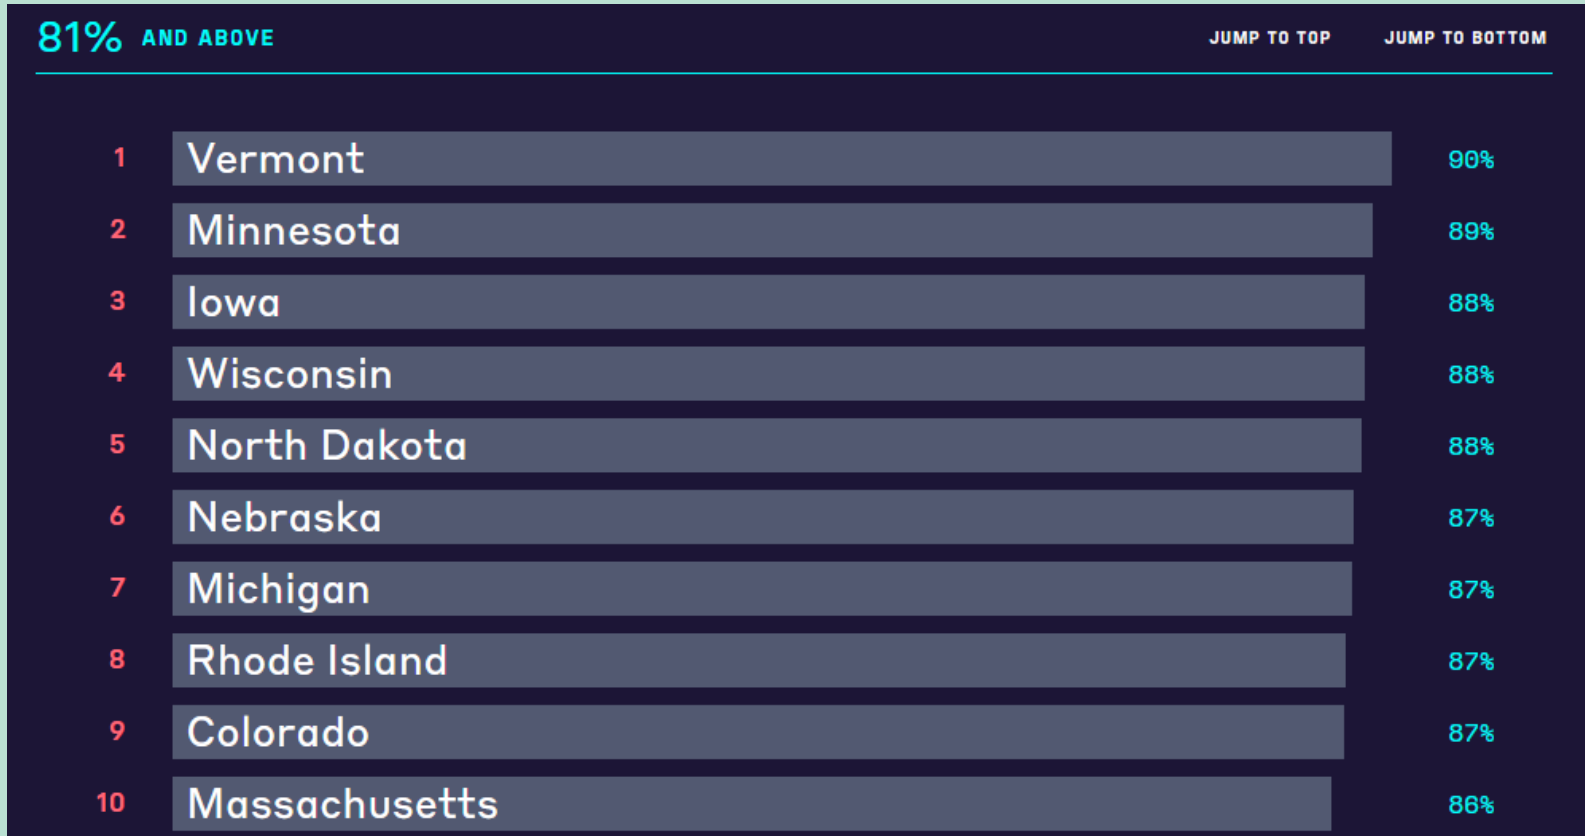 81% AND ABOVE JUMP TO TOP JUMP TO BOTTOM
1 Vermont 90%
2 Minnesota 89%
3 Iowa 88%
4 Wisconsin 88%
5 North Dakota 88%
6 Nebraska 87%
7 Michigan 87%
8 Rhode Island 87%
9 Colorado 87%
10 Massachusetts 86%